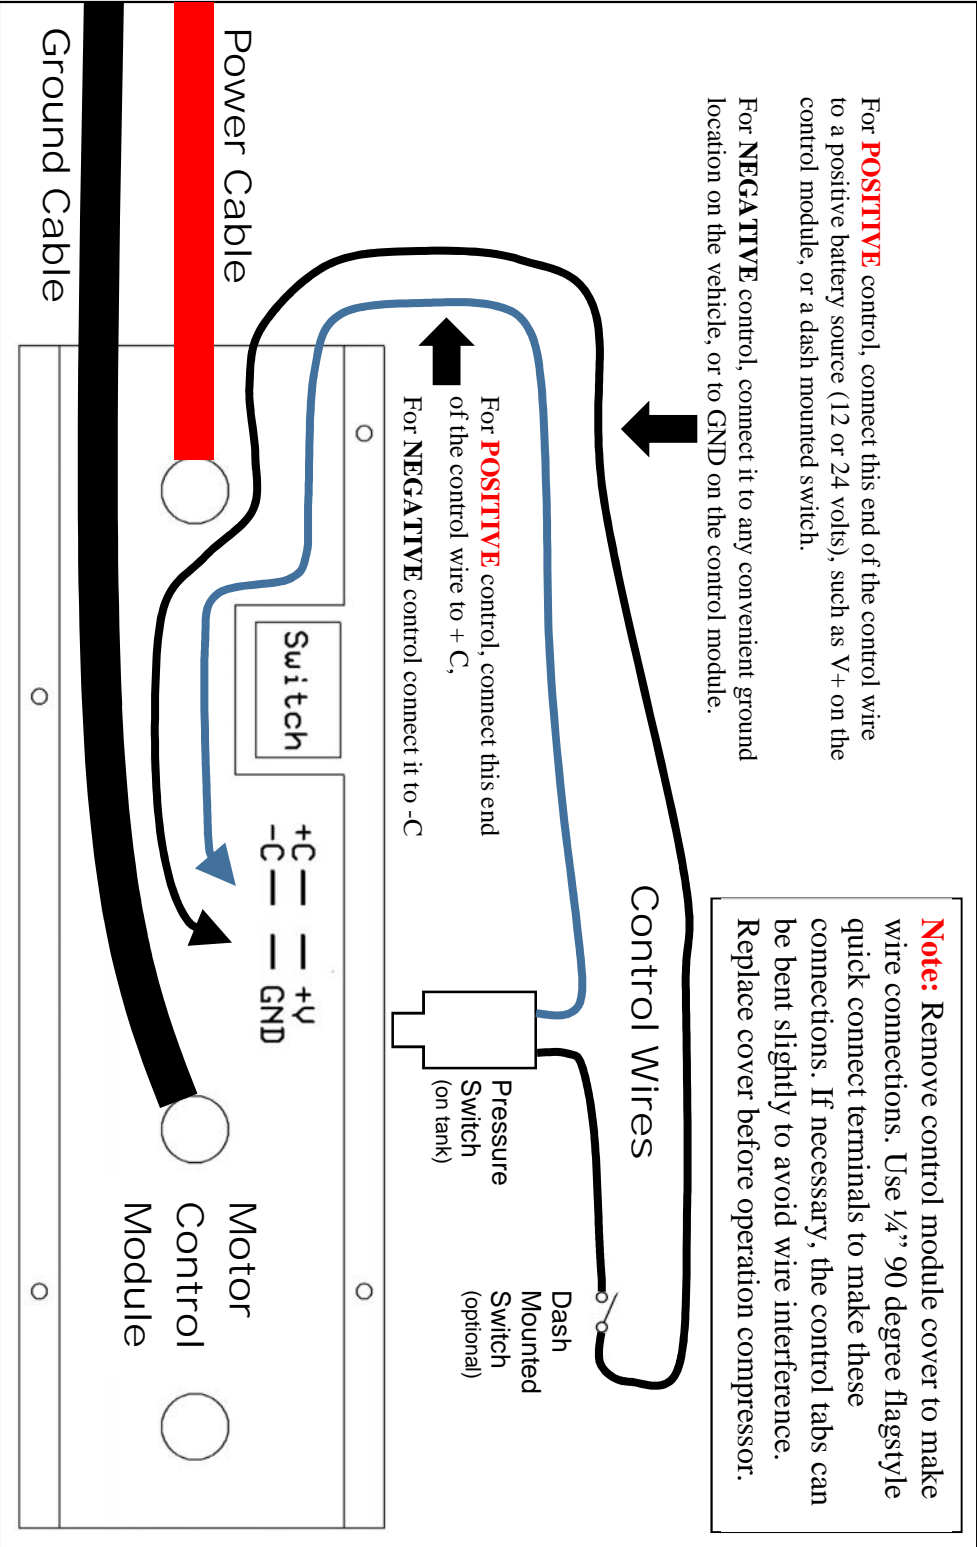 For POSITIVE control, connect this end of the control wire
to a positive battery source (12 or 24 volts), such as V+ on the
control module, or a dash mounted switch.
For NEGATIVE control, connect it to any convenient ground
location on the vehicle, or to GND on the control module.
Note: Remove control module cover to make
wire connections. Use ¼” 90 degree flagstyle
quick connect terminals to make these
connections. If necessary, the control tabs can
be bent slightly to avoid wire interference.
Replace cover before operation compressor.
Control Wires
For POSITIVE control, connect this end
of the control wire to + C,
For NEGATIVE control connect it to -C
Pressure
Switch
(on tank)
Dash
Mounted
Switch
(optional)
Power Cable
Ground Cable
Switch
+C +V
-C GND
Motor
Control
Module